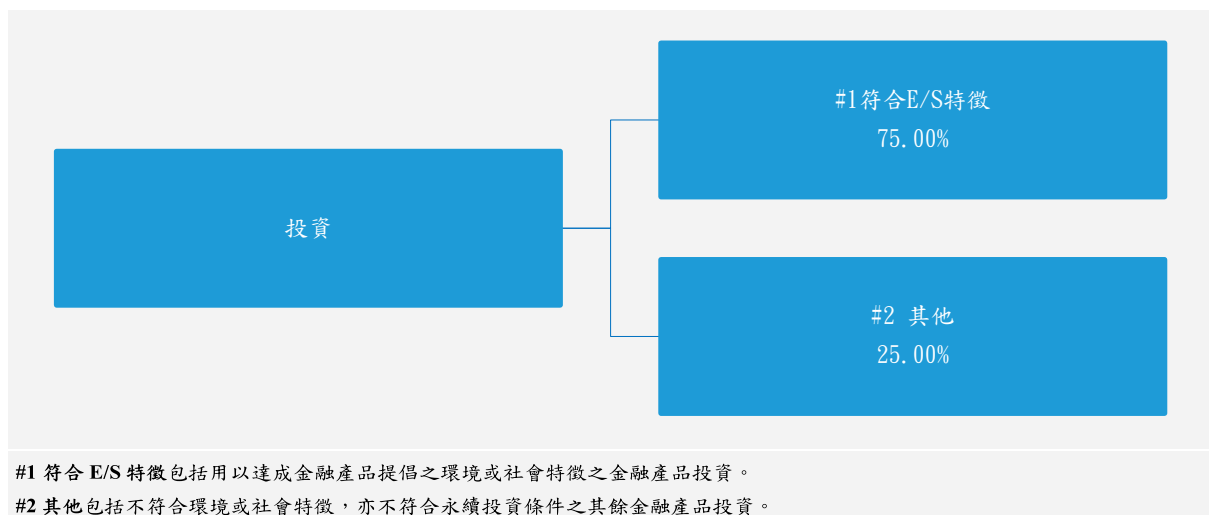 #1符合E/S特徵
75.00%
投資
#2 其他
25.00%
#1 符合 E/S 特徵包括用以達成金融產品提倡之環境或社會特徵之金融產品投資。
#2 其他包括不符合環境或社會特徵，亦不符合永續投資條件之其餘金融產品投資。